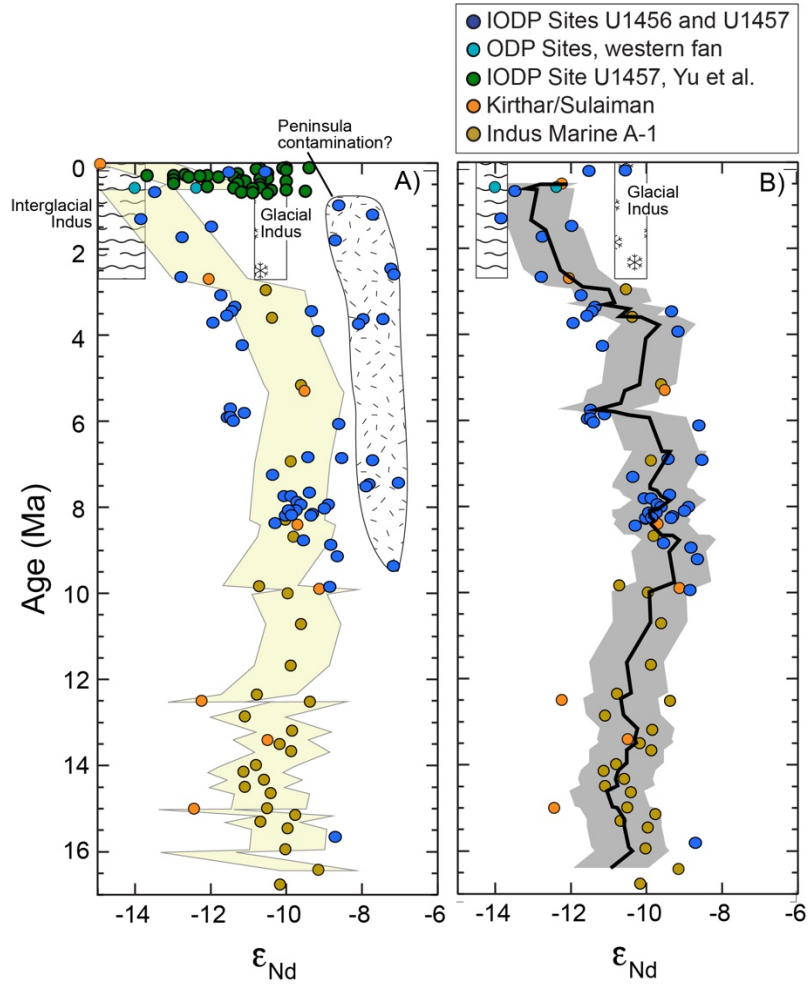 IODP Sites U1456 and U1457
ODP Sites, western fan
IODP Site U1457, Yu et al.
Kirthar/Sulaiman
Indus Marine A-1
Peninsula
contamination?
A)
B)
Interglacial
Indus
Glacial
Indus
Glacial
Indus
Age (Ma)
0
2
4
6
8
10
12
14
16
-14
-12
-10
-8
-6
-14
-12
-10
-8
-6
εNd
εNd